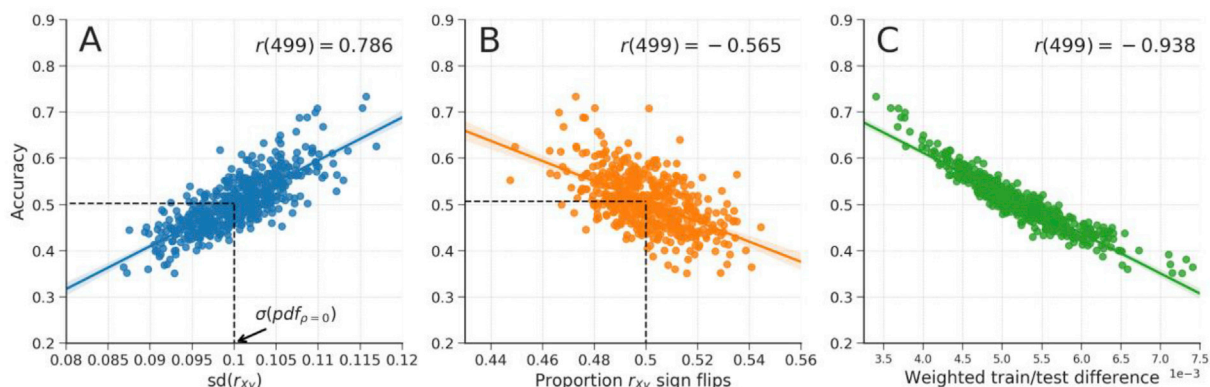 A
r(499) = 0.786
Accuracy
0.9
0.8
0.7
0.6
0.5
0.4
0.3
0.2
σ(pdfρ=0)
0.08 0.085 0.09 0.095 0.1 0.105 0.11 0.115 0.12
sd(rXy)
B
r(499) = −0.565
0.9
0.8
0.7
0.6
0.5
0.4
0.3
0.2
0.44 0.46 0.48 0.5 0.52 0.54 0.56
Proportion rXy sign flips
C
r(499) = −0.938
0.9
0.8
0.7
0.6
0.5
0.4
0.3
0.2
3.5 4.0 4.5 5.0 5.5 6.0 6.5 7.0 7.5
Weighted train/test difference 1e−3